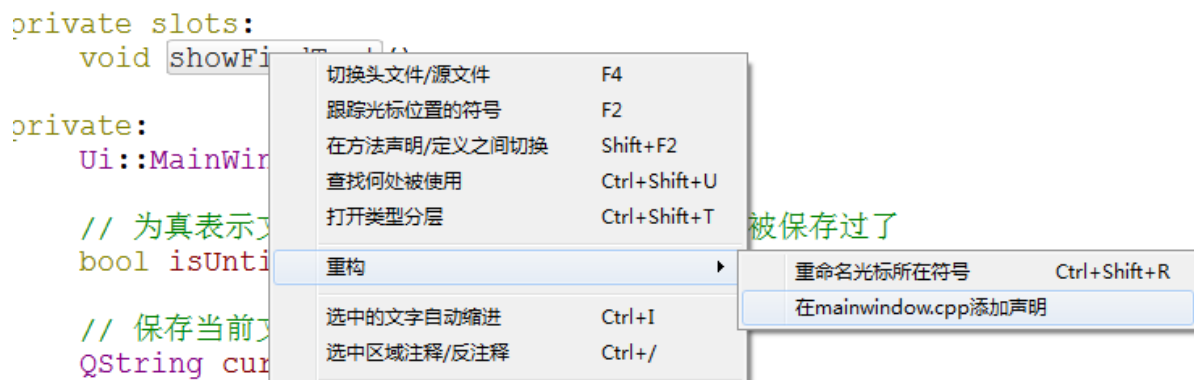 private slots:
void showFi
切换头文件/源文件 F4
跟踪光标位置的符号 F2
private:
在方法声明/定义之间切换 Shift+F2
Ui::MainWin
查找何处被使用 Ctrl+Shift+U
打开类型分层 Ctrl+Shift+T
// 为真表示 被保存过了
bool isUnti
重构
重命名光标所在符号 Ctrl+Shift+R
在mainwindow.cpp添加声明
选中的文字自动缩进 Ctrl+I
// 保存当前
选中区域注释/反注释 Ctrl+/
QString cur